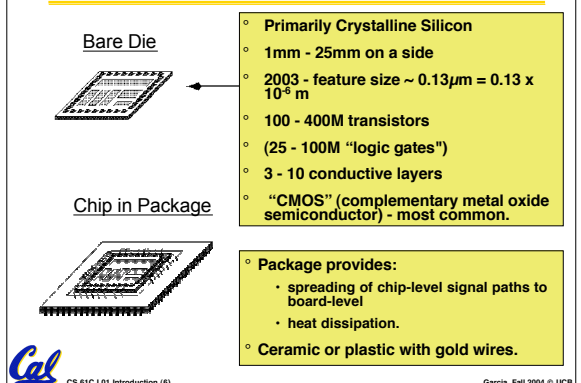 Bare Die
° Primarily Crystalline Silicon
° 1mm - 25mm on a side
° 2003 - feature size ~ 0.13µm = 0.13 x
10⁻⁶ m
° 100 - 400M transistors
° (25 - 100M “logic gates")
° 3 - 10 conductive layers
° “CMOS” (complementary metal oxide
semiconductor) - most common.
Chip in Package
° Package provides:
• spreading of chip-level signal paths to
board-level
• heat dissipation.
° Ceramic or plastic with gold wires.
Cal
CS 61C L01 Introduction (6)
Garcia, Fall 2004 © UCB